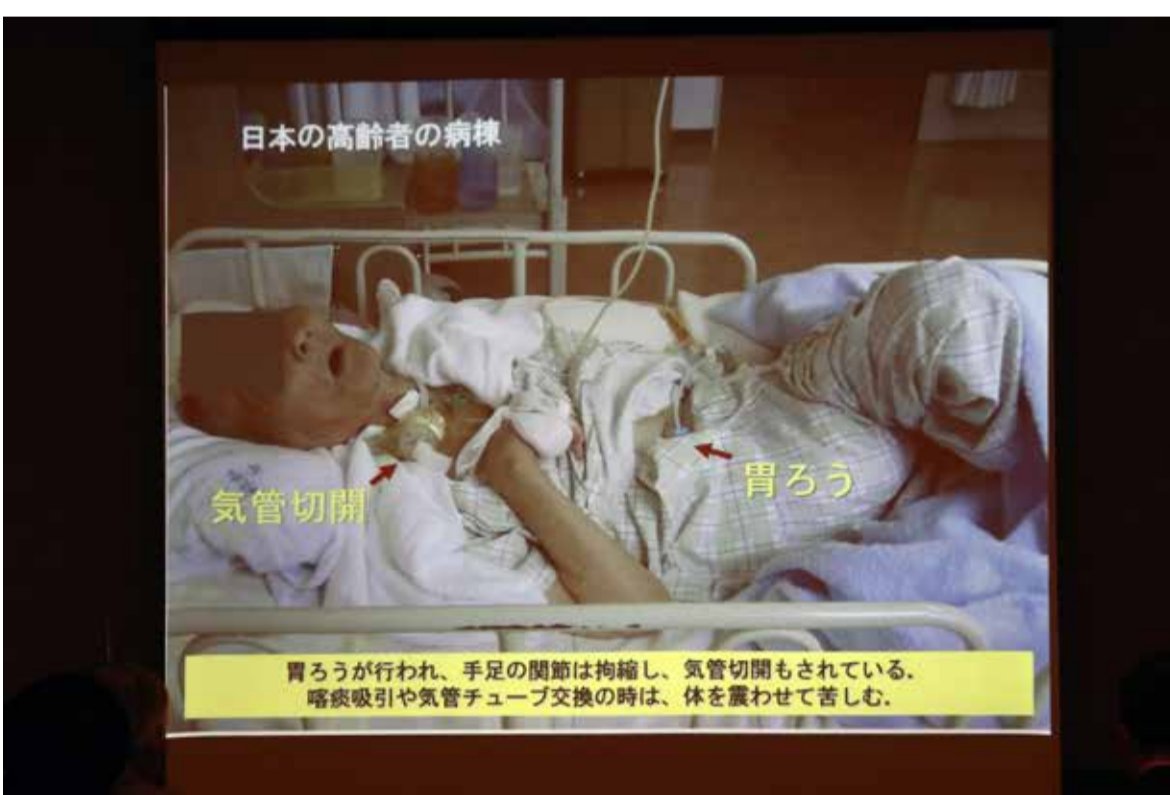 日本の高齢者の病棟
気管切開
胃ろう
胃ろうが行われ、手足の関節は拘縮し、気管切開もされている.
喀痰吸引や気管チューブ交換の時は、体を震わせて苦しむ.